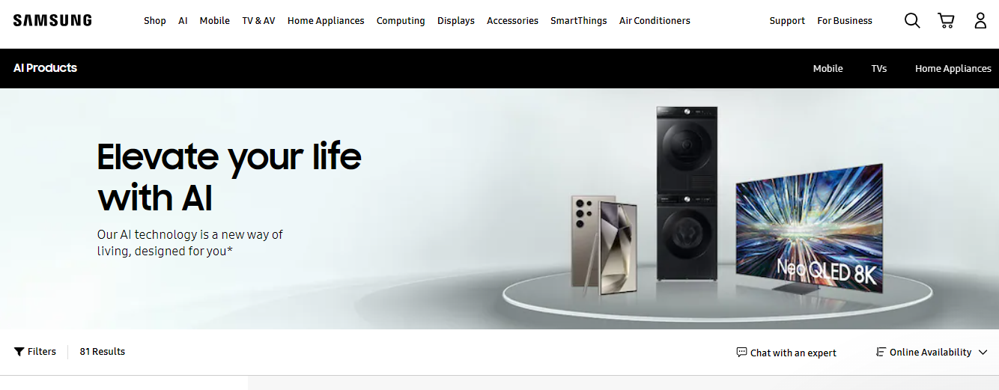 SAMSUNG Shop AI Mobile TV & AV Home Appliances Computing Displays Accessories SmartThings Air Conditioners Support For Business
AI Products Mobile TVs Home Appliances
Elevate your life
with AI
Our AI technology is a new way of
living, designed for you*
Neo QLED 8K
Filters 81 Results Chat with an expert Online Availability